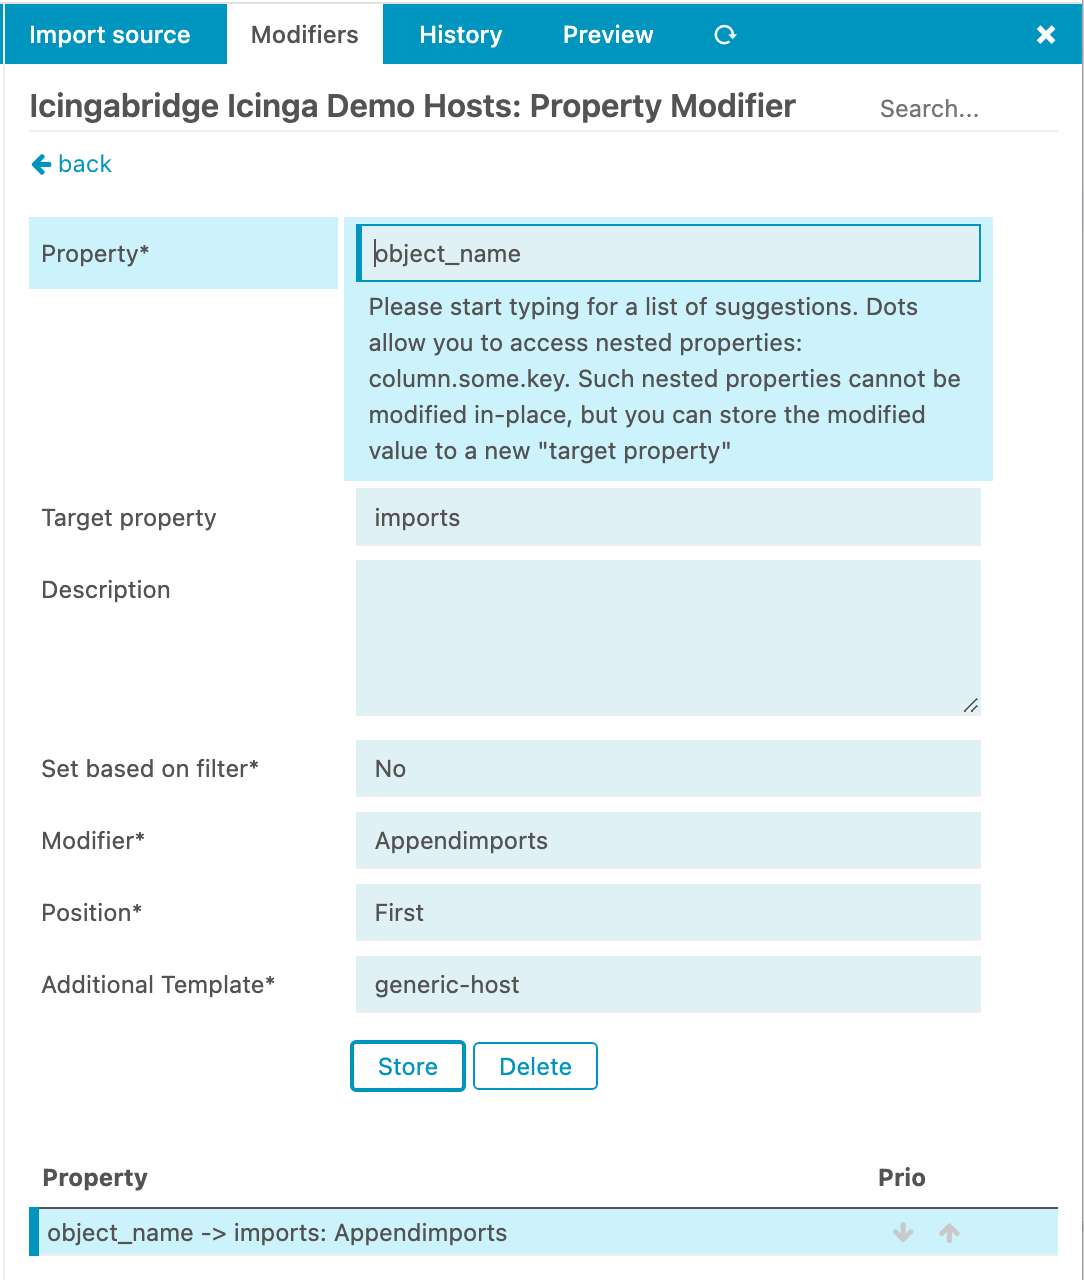 Import source Modifiers History Preview
Icingabridge Icinga Demo Hosts: Property Modifier Search...
back
Property* object_name
Please start typing for a list of suggestions. Dots
allow you to access nested properties:
column.some.key. Such nested properties cannot be
modified in-place, but you can store the modified
value to a new "target property"
Target property imports
Description
Set based on filter* No
Modifier* Appendimports
Position* First
Additional Template* generic-host
Store Delete
Property Prio
object_name -> imports: Appendimports